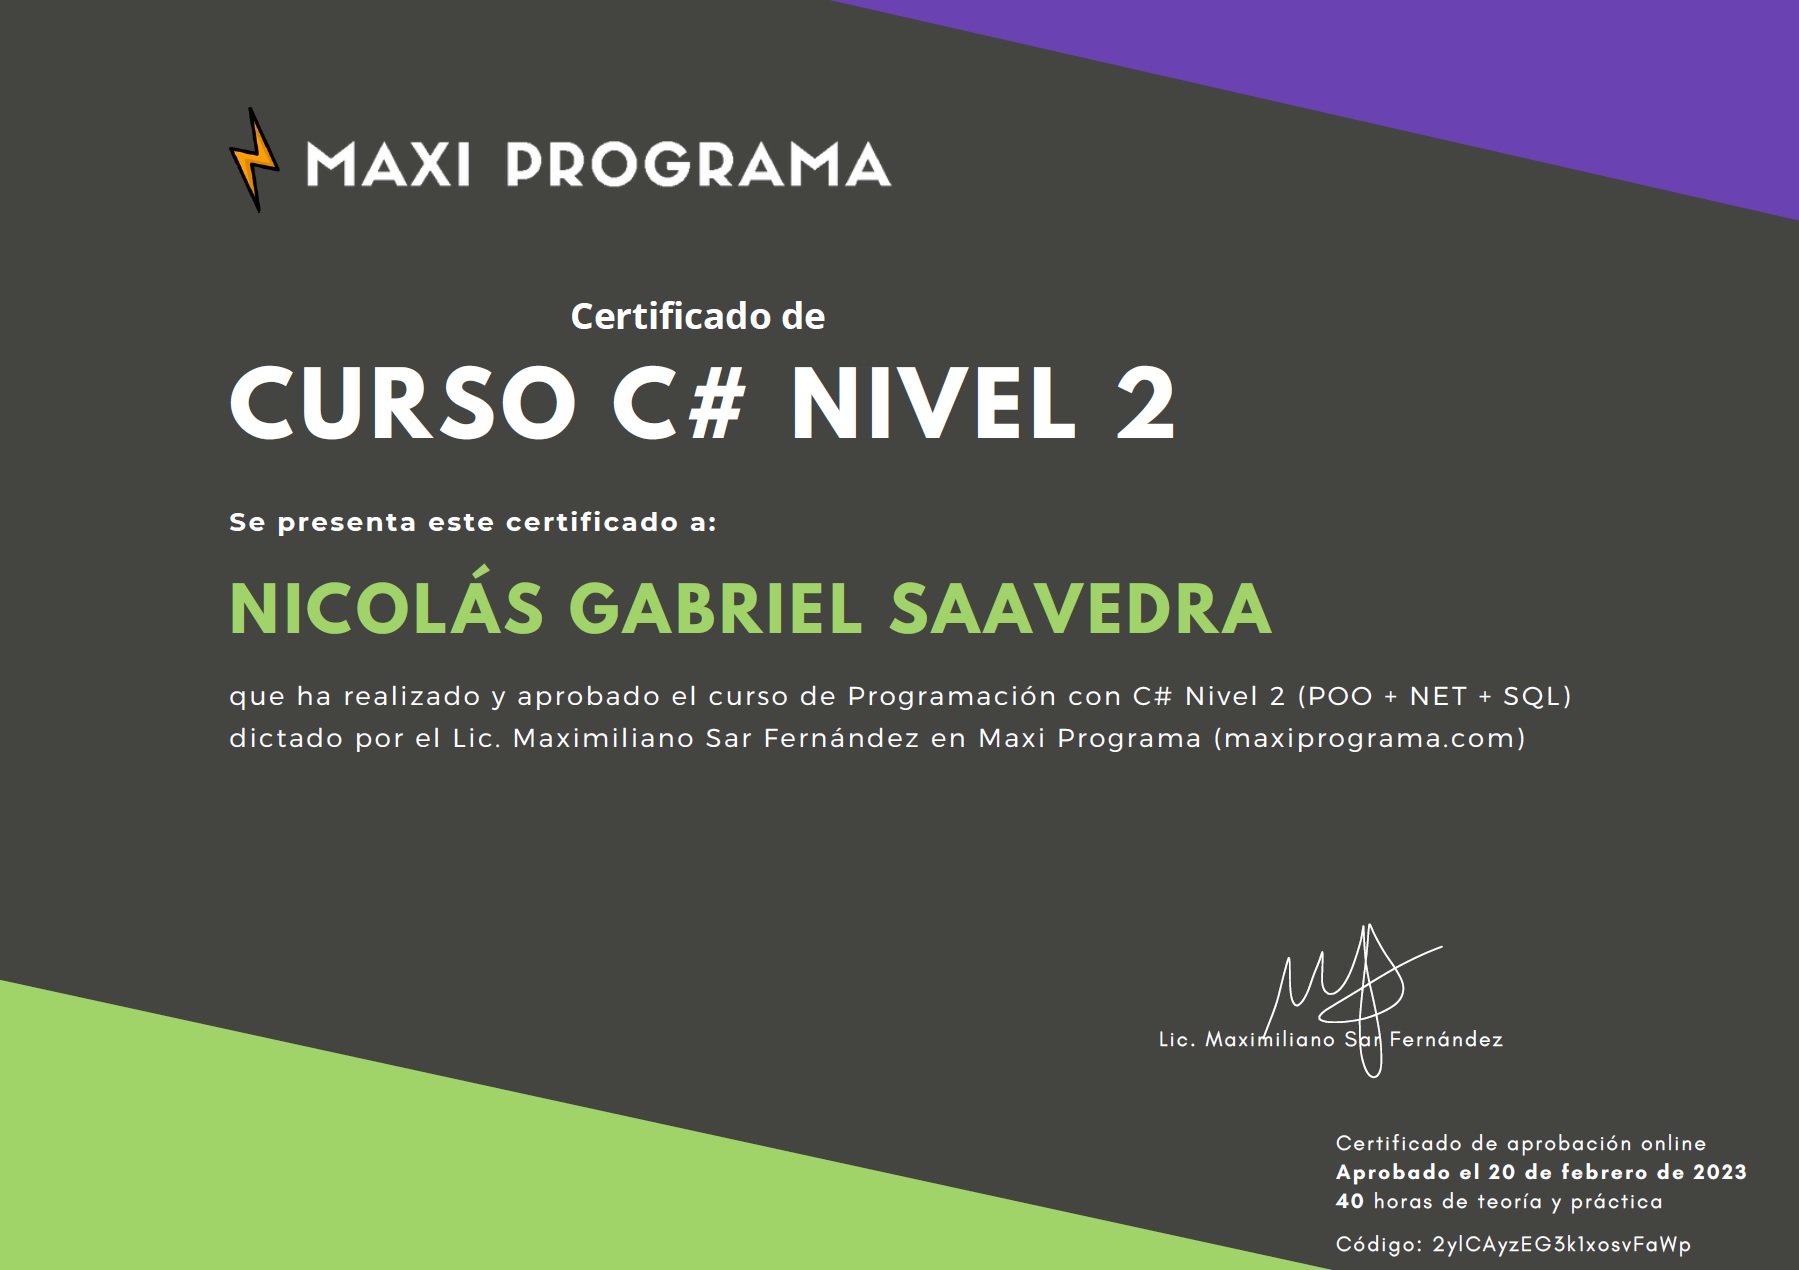 MAXI PROGRAMA
Certificado de
CURSO C# NIVEL 2
Se presenta este certificado a:
NICOLÁS GABRIEL SAAVEDRA
que ha realizado y aprobado el curso de Programación con C# Nivel 2 (POO + NET + SQL)
dictado por el Lic. Maximiliano Sar Fernández en Maxi Programa (maxiprograma.com)
Lic. Maximiliano Sar Fernández
Certificado de aprobación online
Aprobado el 20 de febrero de 2023
40 horas de teoría y práctica
Código: 2ylCAyzEG3k1xosvFaWp